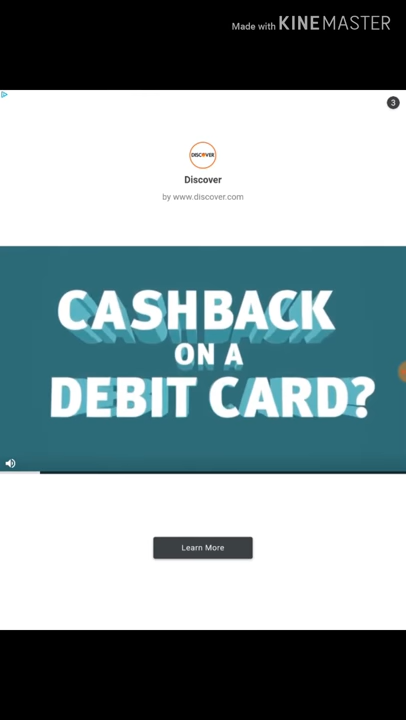 Made with KINEMASTER
3
DISCOVER
Discover
by www.discover.com
CASHBACK
ON A
DEBIT CARD?
Learn More